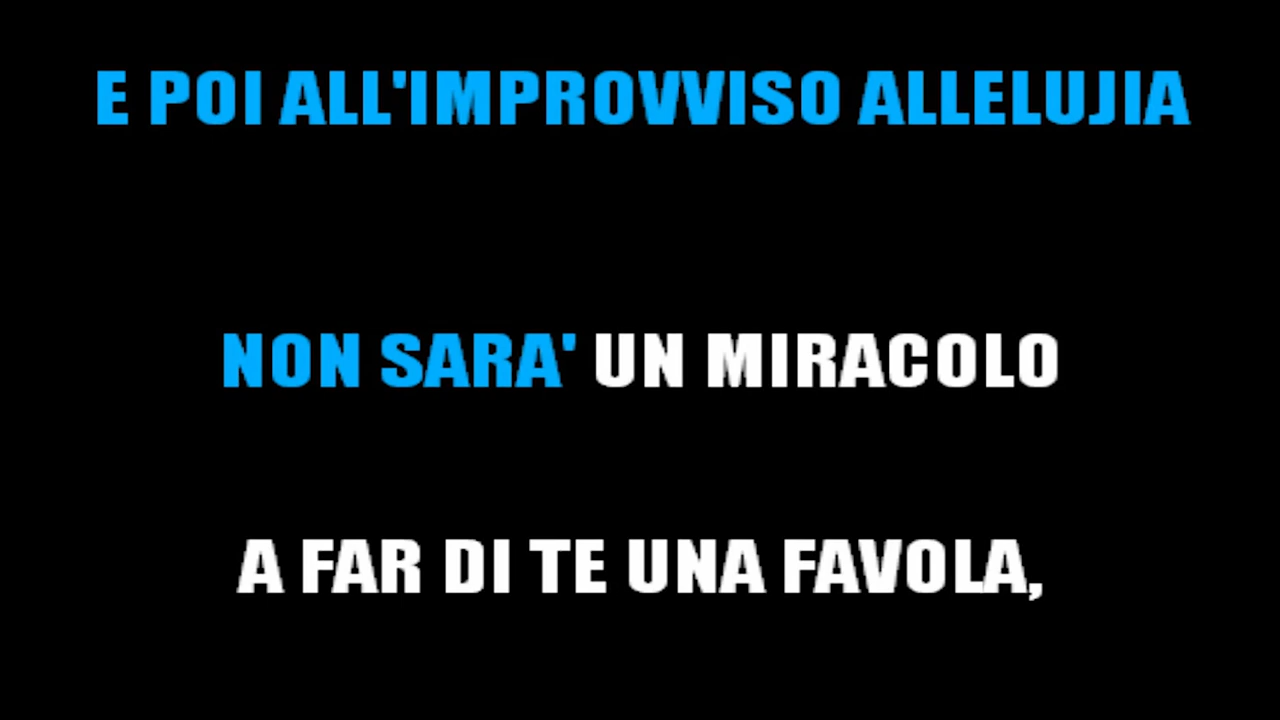 E POI ALL'IMPROVVISO ALLELUJIA
NON SARA' UN MIRACOLO
A FAR DI TE UNA FAVOLA,